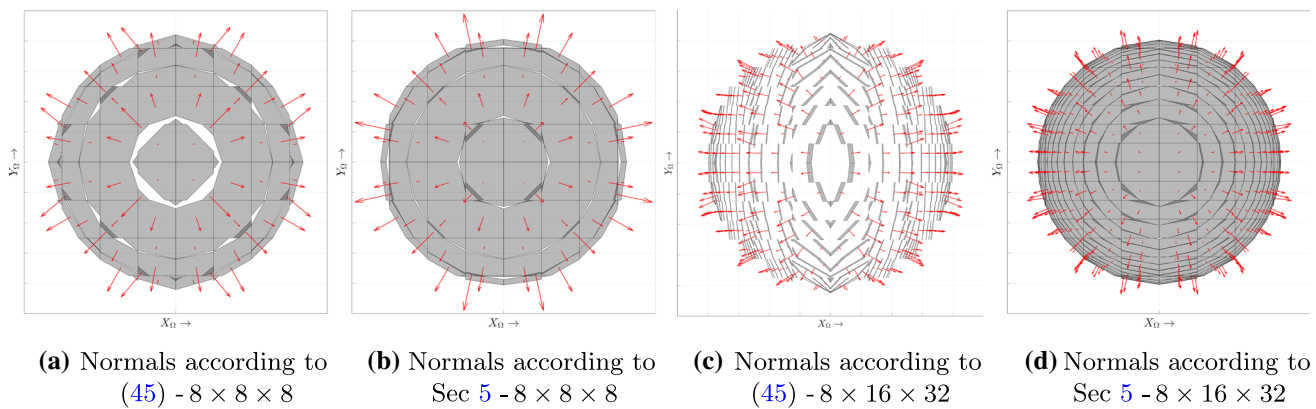 Y_Ω →
X_Ω →
Y_Ω →
X_Ω →
Y_Ω →
X_Ω →
Y_Ω →
X_Ω →
(a) Normals according to
(45) - 8 × 8 × 8
(b) Normals according to
Sec 5 - 8 × 8 × 8
(c) Normals according to
(45) - 8 × 16 × 32
(d) Normals according to
Sec 5 - 8 × 16 × 32